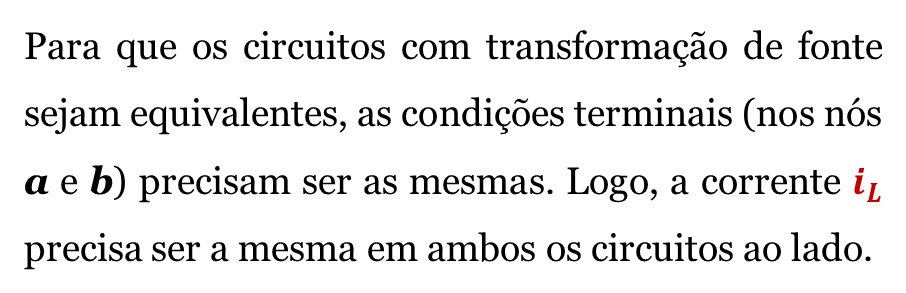 Para que os circuitos com transformação de fonte
sejam equivalentes, as condições terminais (nos nós
a e b) precisam ser as mesmas. Logo, a corrente i_L
precisa ser a mesma em ambos os circuitos ao lado.